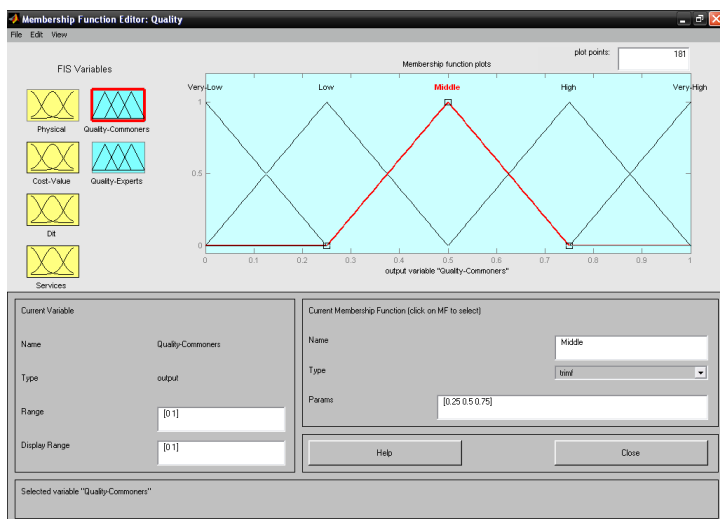 Membership Function Editor: Quality
File Edit View
FIS Variables
Physical
Quality-Commoners
Cost-Value
Quality-Experts
Dlt
Services
plot points:
181
Membership function plots
Very-Low
Low
Middle
High
Very-High
1
0.5
0
0 0.1 0.2 0.3 0.4 0.5 0.6 0.7 0.8 0.9 1
output variable "Quality-Commoners"
Current Variable
Name Quality-Commoners
Type output
Range [0 1]
Display Range [0 1]
Current Membership Function (click on MF to select)
Name Middle
Type trimf
Params [0.25 0.5 0.75]
Help
Close
Selected variable "Quality-Commoners"